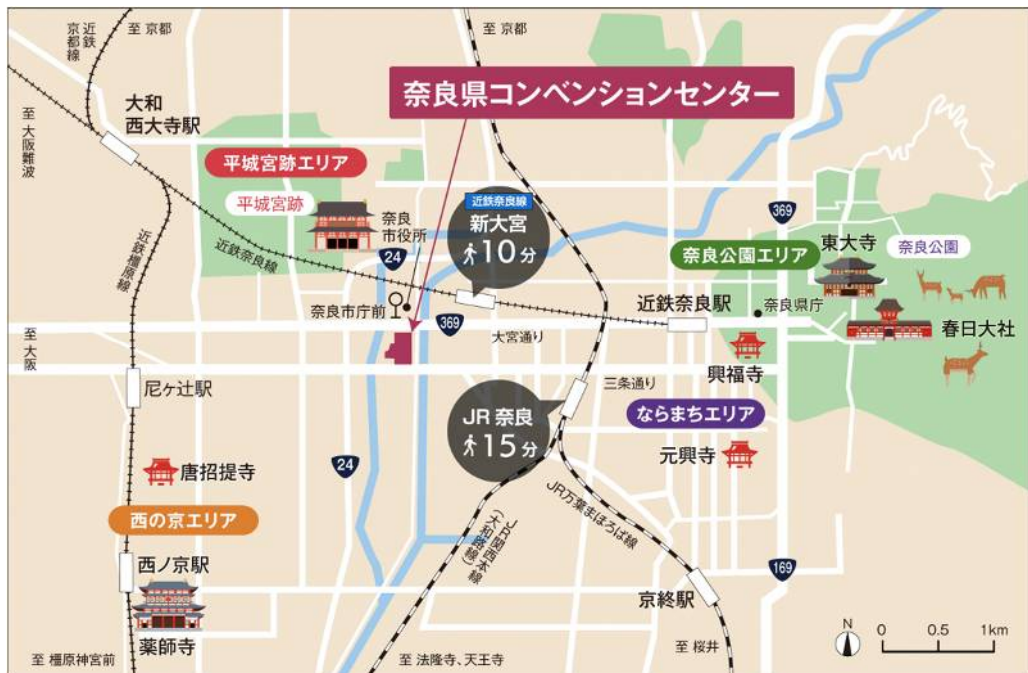 近鉄
京都線
至 京都
至 京都
奈良県コンベンションセンター
大和
西大寺駅
至 大阪難波
平城宮跡エリア
平城宮跡
近鉄奈良線
新大宮
10分
奈良
市役所
24
369
奈良公園エリア
東大寺
奈良公園
近鉄橿原線
近鉄奈良線
奈良市庁前
369
大宮通り
近鉄奈良駅
奈良県庁
春日大社
至 大阪
興福寺
尼ヶ辻駅
三条通り
JR 奈良
15分
ならまちエリア
元興寺
24
唐招提寺
西の京エリア
JR万葉まほろば線
JR関西本線
(大和路線)
西ノ京駅
169
京終駅
薬師寺
N
0 0.5 1km
至 橿原神宮前
至 法隆寺、天王寺
至 桜井